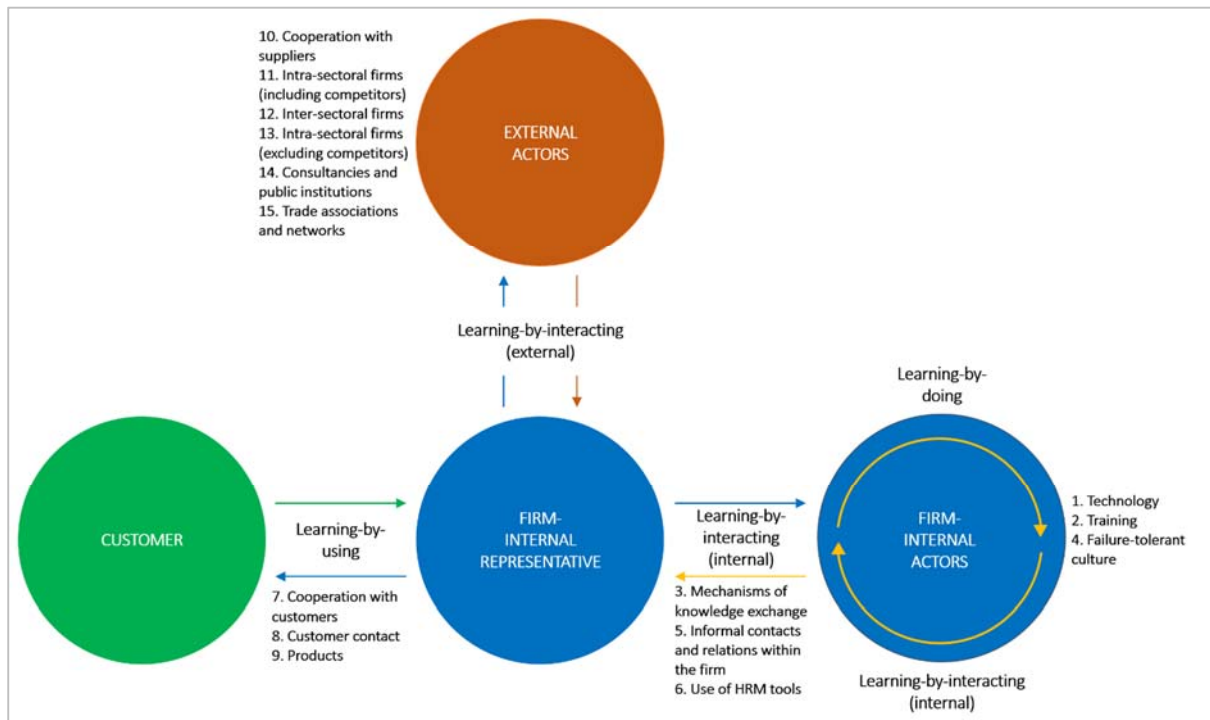 10. Cooperation with
suppliers
11. Intra-sectoral firms
(including competitors)
12. Inter-sectoral firms
13. Intra-sectoral firms
(excluding competitors)
14. Consultancies and
public institutions
15. Trade associations
and networks
EXTERNAL
ACTORS
Learning-by-interacting
(external)
CUSTOMER
Learning-by-
using
7. Cooperation with
customers
8. Customer contact
9. Products
FIRM-
INTERNAL
REPRESENTATIVE
Learning-by-
interacting
(internal)
3. Mechanisms of
knowledge exchange
5. Informal contacts
and relations within
the firm
6. Use of HRM tools
Learning-by-
doing
FIRM-
INTERNAL
ACTORS
1. Technology
2. Training
4. Failure-tolerant
culture
Learning-by-interacting
(internal)